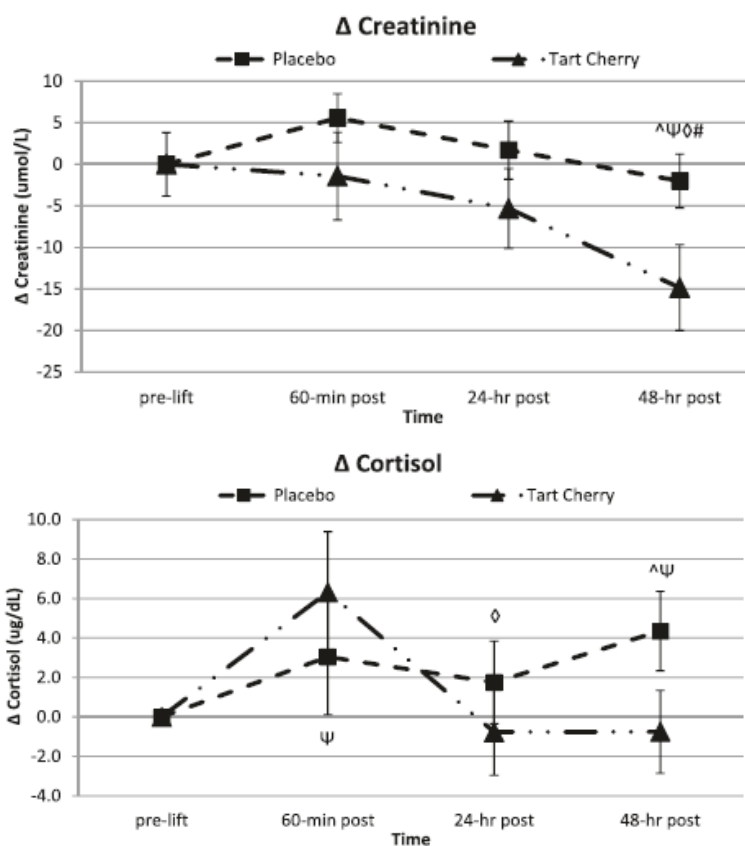 Δ Creatinine
Placebo
Tart Cherry
10
5
0
-5
-10
-15
-20
-25
Δ Creatinine (umol/L)
^Ψ◊#
pre-lift 60-min post 24-hr post 48-hr post
Time
Δ Cortisol
Placebo
Tart Cherry
10.0
8.0
6.0
4.0
2.0
0.0
-2.0
-4.0
Δ Cortisol (ug/dL)
^Ψ
◊
Ψ
pre-lift 60-min post 24-hr post 48-hr post
Time